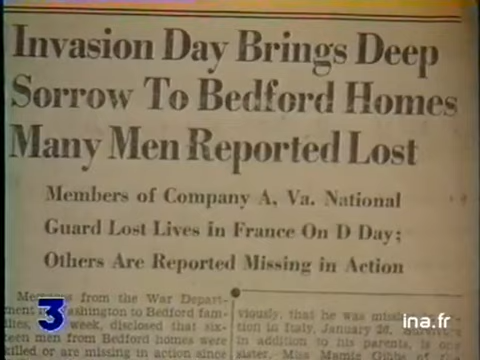 Invasion Day Brings Deep
Sorrow To Bedford Homes
Many Men Reported Lost
Members of Company A, Va. National
Guard Lost Lives in France On D Day;
Others Are Reported Missing in Action
from the War Depart-
Washington to Bedford fam-
week, disclosed that six-
teen men from Bedford homes were
killed or are missing in action since
viously, that he was
tion in Italy, January
in addition to his parents, is one
sister, Miss
3
ina.fr